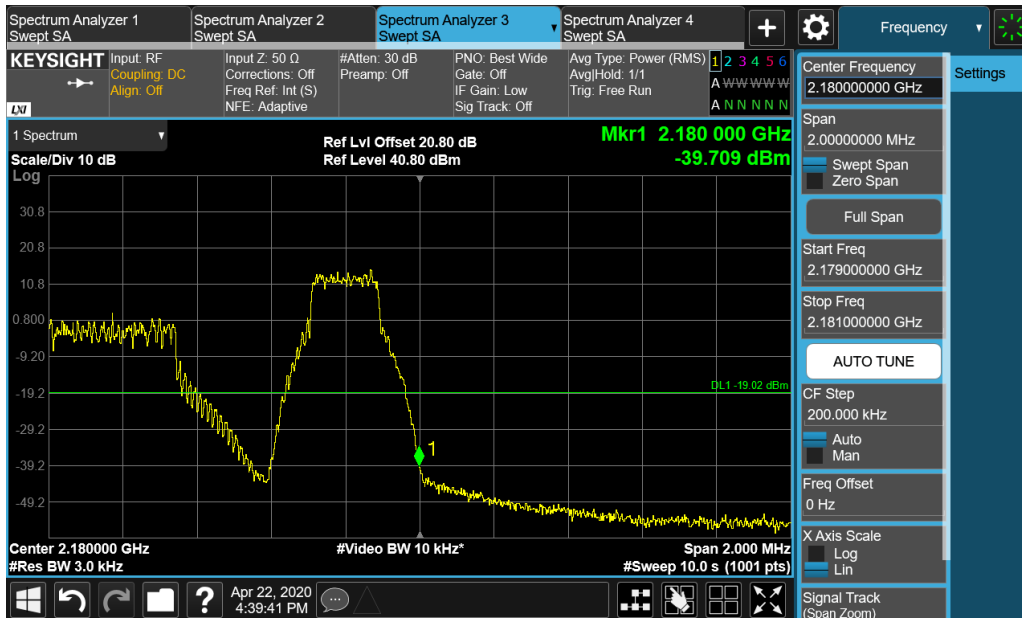 Spectrum Analyzer 1
Swept SA
Spectrum Analyzer 2
Swept SA
Spectrum Analyzer 3
Swept SA
Spectrum Analyzer 4
Swept SA
Frequency
KEYSIGHT
LXI
Input: RF
Coupling: DC
Align: Off
Input Z: 50 Ω
Corrections: Off
Freq Ref: Int (S)
NFE: Adaptive
#Atten: 30 dB
Preamp: Off
PNO: Best Wide
Gate: Off
IF Gain: Low
Sig Track: Off
Avg Type: Power (RMS)
Avg|Hold: 1/1
Trig: Free Run
1 2 3 4 5 6
A W W W W W
A N N N N N
1 Spectrum
Scale/Div 10 dB
Log
Ref Lvl Offset 20.80 dB
Ref Level 40.80 dBm
Mkr1 2.180 000 GHz
-39.709 dBm
30.8
20.8
10.8
0.800
-9.20
-19.2
-29.2
-39.2
-49.2
DL1 -19.02 dBm
1
Center 2.180000 GHz
#Res BW 3.0 kHz
#Video BW 10 kHz*
Span 2.000 MHz
#Sweep 10.0 s (1001 pts)
Center Frequency
2.180000000 GHz
Settings
Span
2.00000000 MHz
Swept Span
Zero Span
Full Span
Start Freq
2.179000000 GHz
Stop Freq
2.181000000 GHz
AUTO TUNE
CF Step
200.000 kHz
Auto
Man
Freq Offset
0 Hz
X Axis Scale
Log
Lin
Signal Track
(Span Zoom)
?
Apr 22, 2020
4:39:41 PM